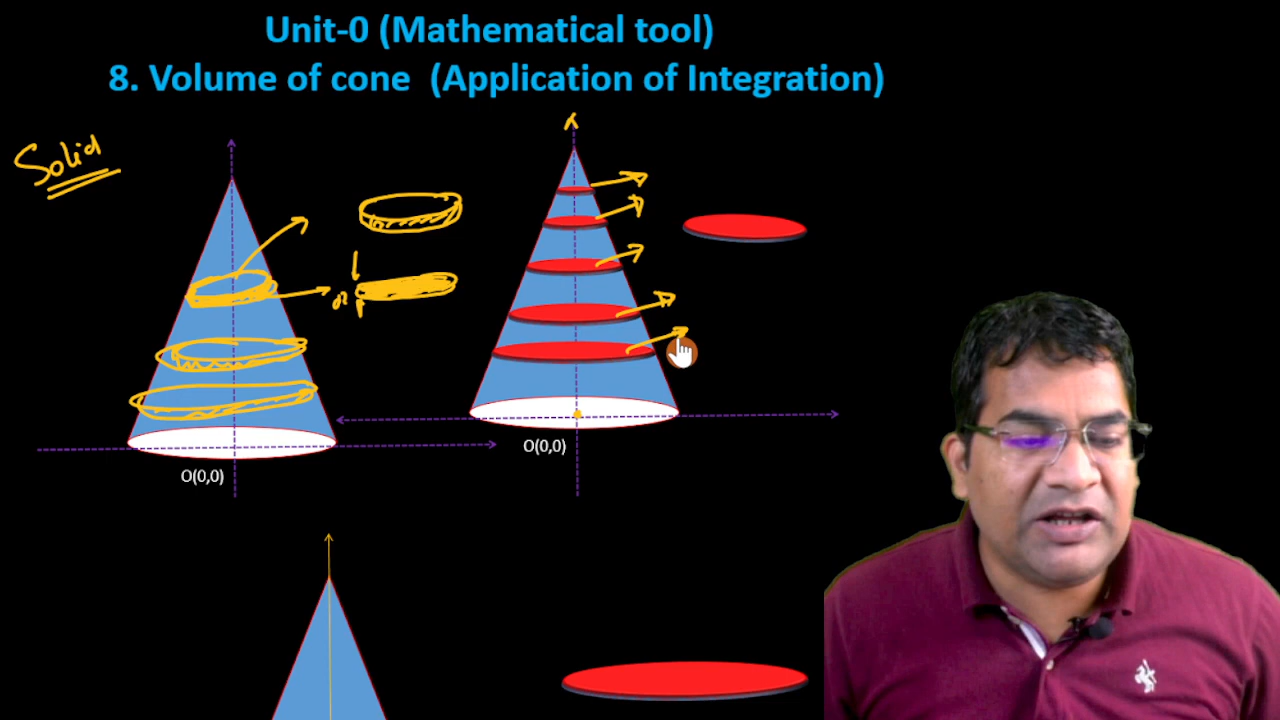 Unit-0 (Mathematical tool)
8. Volume of cone (Application of Integration)
Solid
O(0,0)
O(0,0)